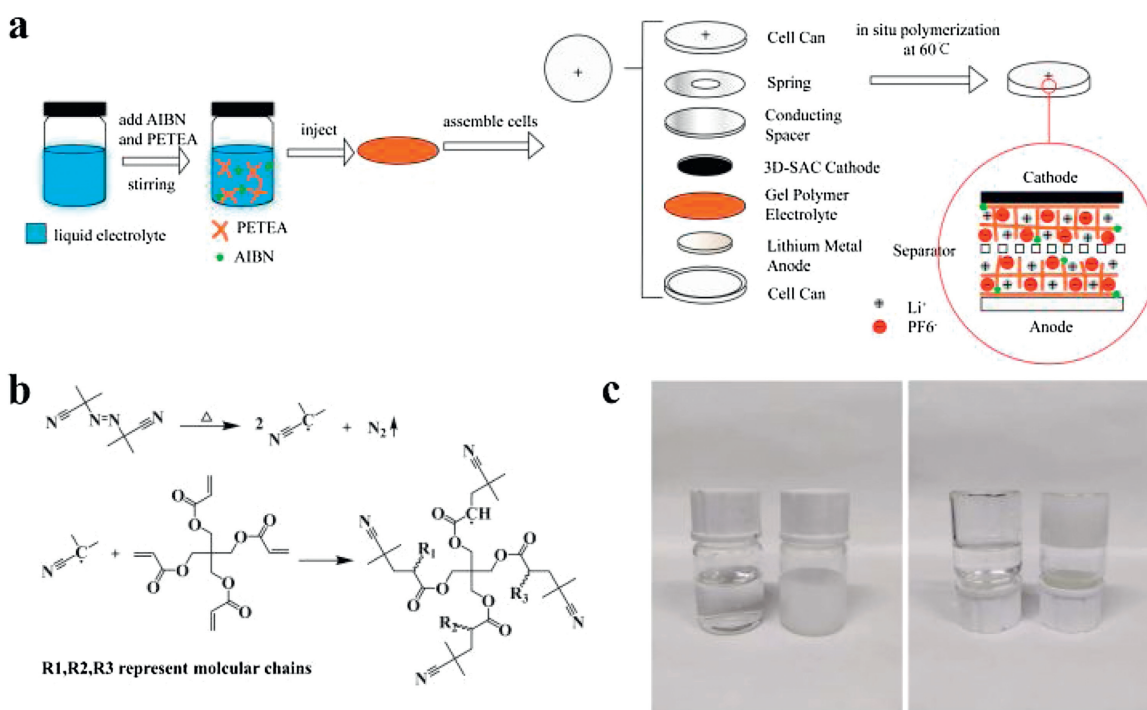 a
add AIBN
and PETEA
stirring
inject
assemble cells
liquid electrolyte
PETEA
AIBN
+
Cell Can
Spring
Conducting
Spacer
3D-SAC Cathode
Gel Polymer
Electrolyte
Lithium Metal
Anode
Cell Can
in situ polymerization
at 60℃
Cathode
Separator
Anode
Li⁺
PF6⁻
b
N≡ N=N ≡N
△
2 N≡ C· + N₂↑
N≡ C· +
O O
O O
O O
O O
N
CH
O O
N R₁ O
O O
O O R₃
R₂ O N
N
R1,R2,R3 represent molcular chains
c